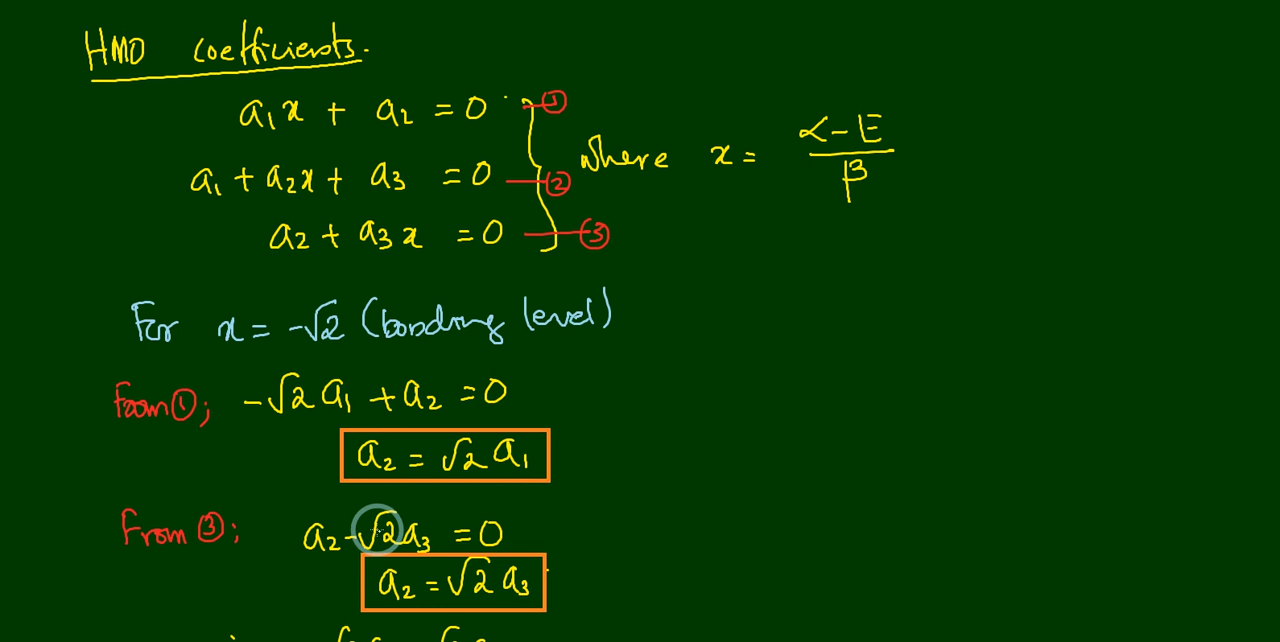 HMO coefficients.
a₁x + a₂ = 0 ①
a₁ + a₂x + a₃ = 0 ② where x = α-E/β
a₂ + a₃x = 0 ③
For x = -√2 (bonding level)
From ①; -√2 a₁ + a₂ = 0
a₂ = √2 a₁
From ③; a₂ - √2 a₃ = 0
a₂ = √2 a₃